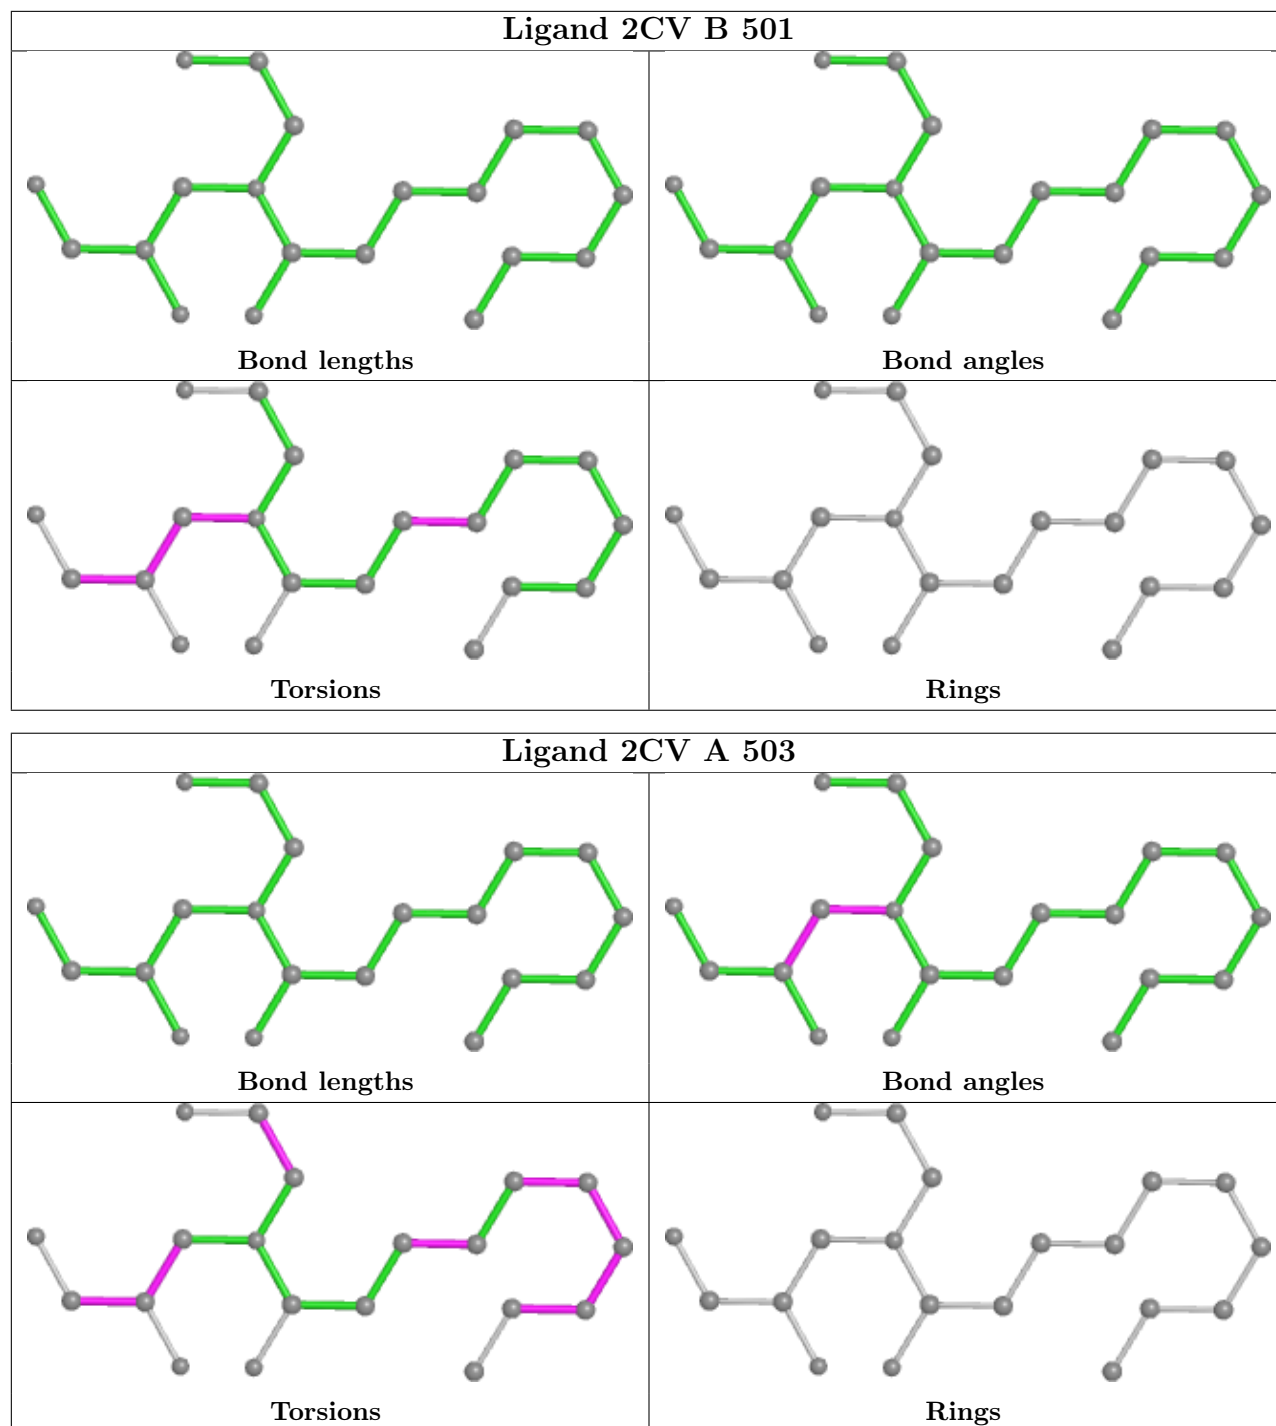 Ligand 2CV B 501
Bond lengths
Bond angles
Torsions
Rings
Ligand 2CV A 503
Bond lengths
Bond angles
Torsions
Rings